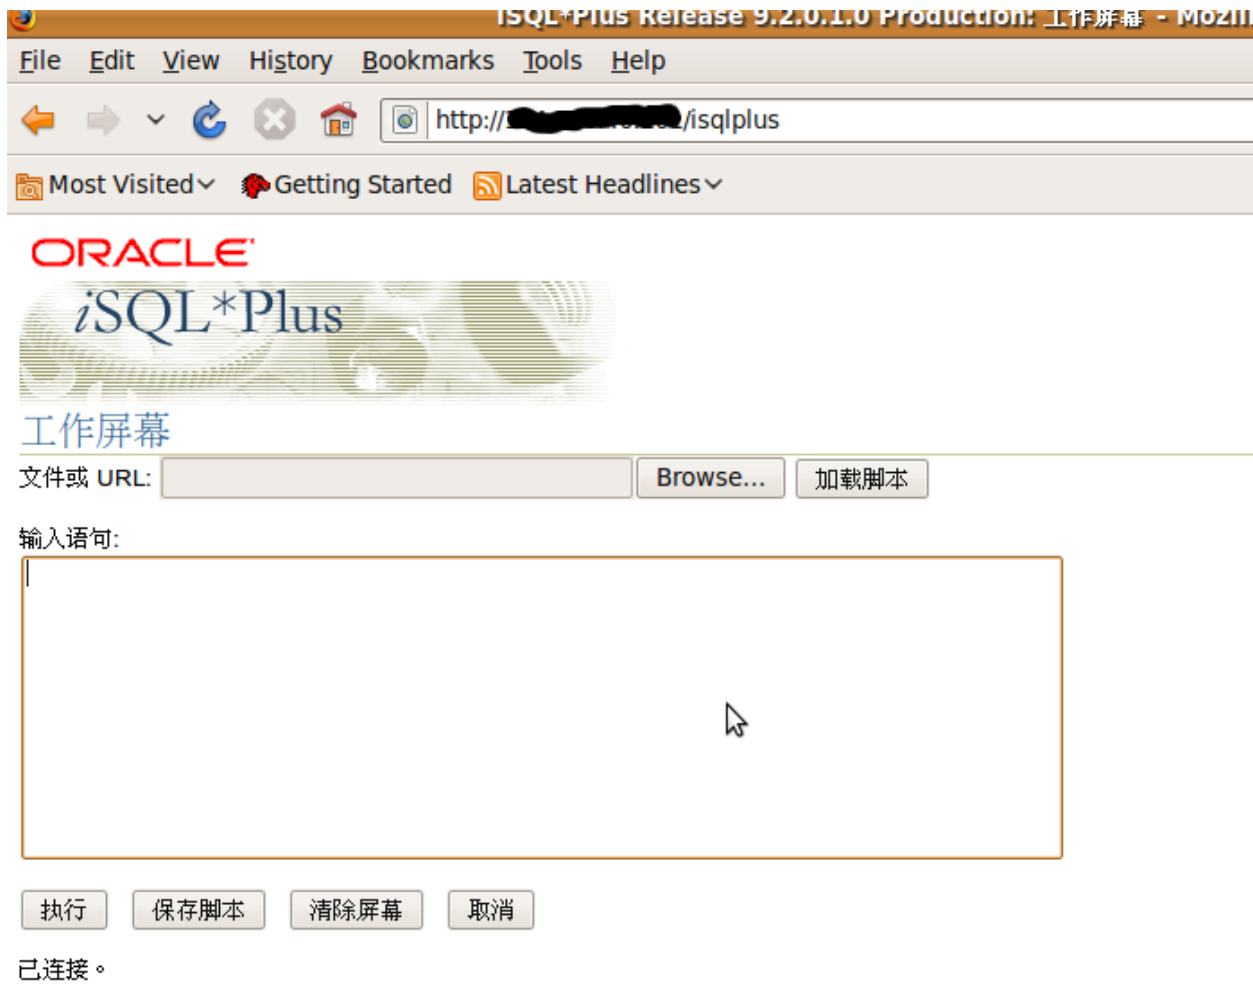 iSQL*Plus Release 9.2.0.1.0 Production: 工作屏幕 - Mozill
File Edit View History Bookmarks Tools Help
http:// /isqlplus
Most Visited Getting Started Latest Headlines
ORACLE
iSQL*Plus
工作屏幕
文件或 URL: Browse... 加载脚本
输入语句:
执行 保存脚本 清除屏幕 取消
已连接。